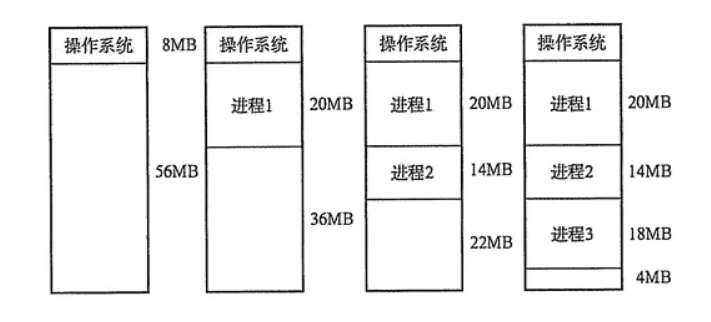 操作系统
8MB
56MB
操作系统
进程1
20MB
36MB
操作系统
进程1
20MB
进程2
14MB
22MB
操作系统
进程1
20MB
进程2
14MB
进程3
18MB
4MB